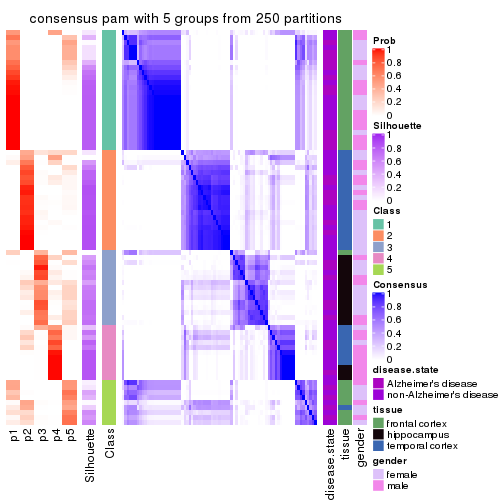 consensus pam with 5 groups from 250 partitions
Prob
1
0.8
0.6
0.4
0.2
0
Silhouette
1
0.8
0.6
0.4
0.2
0
Class
1
2
3
4
5
Consensus
1
0.8
0.6
0.4
0.2
0
disease.state
Alzheimer's disease
non-Alzheimer's disease
tissue
frontal cortex
hippocampus
temporal cortex
gender
female
male
p1
p2
p3
p4
p5
Silhouette
Class
disease.state
tissue
gender